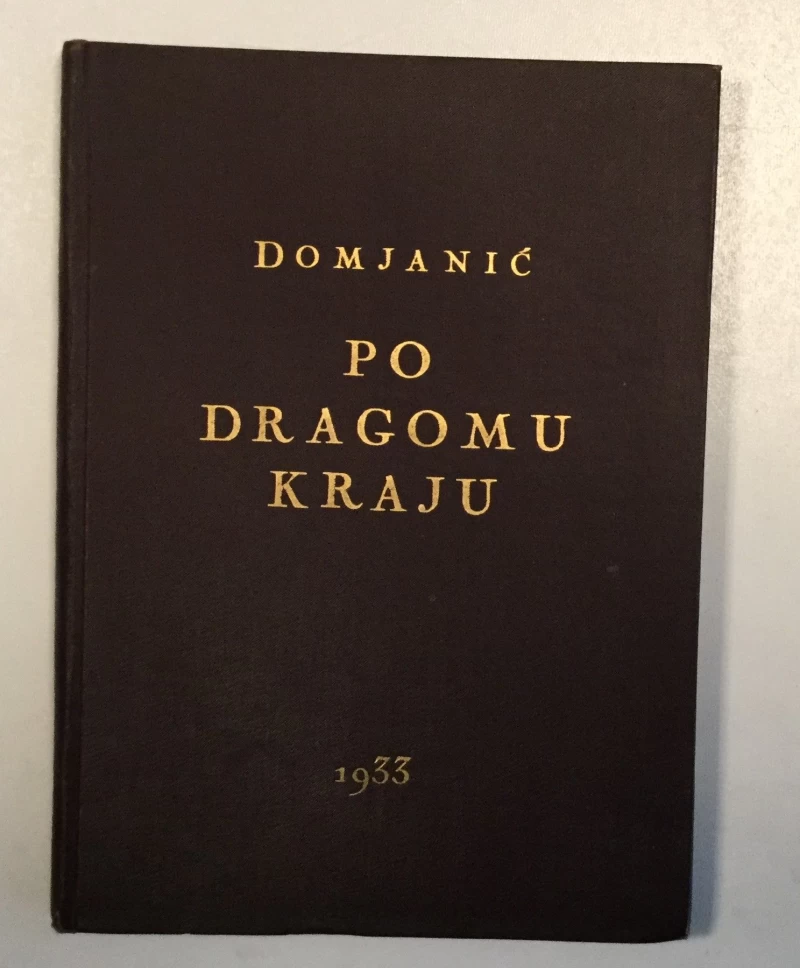 DOMJANIĆ
PO
DRAGOMU
KRAJU
1933